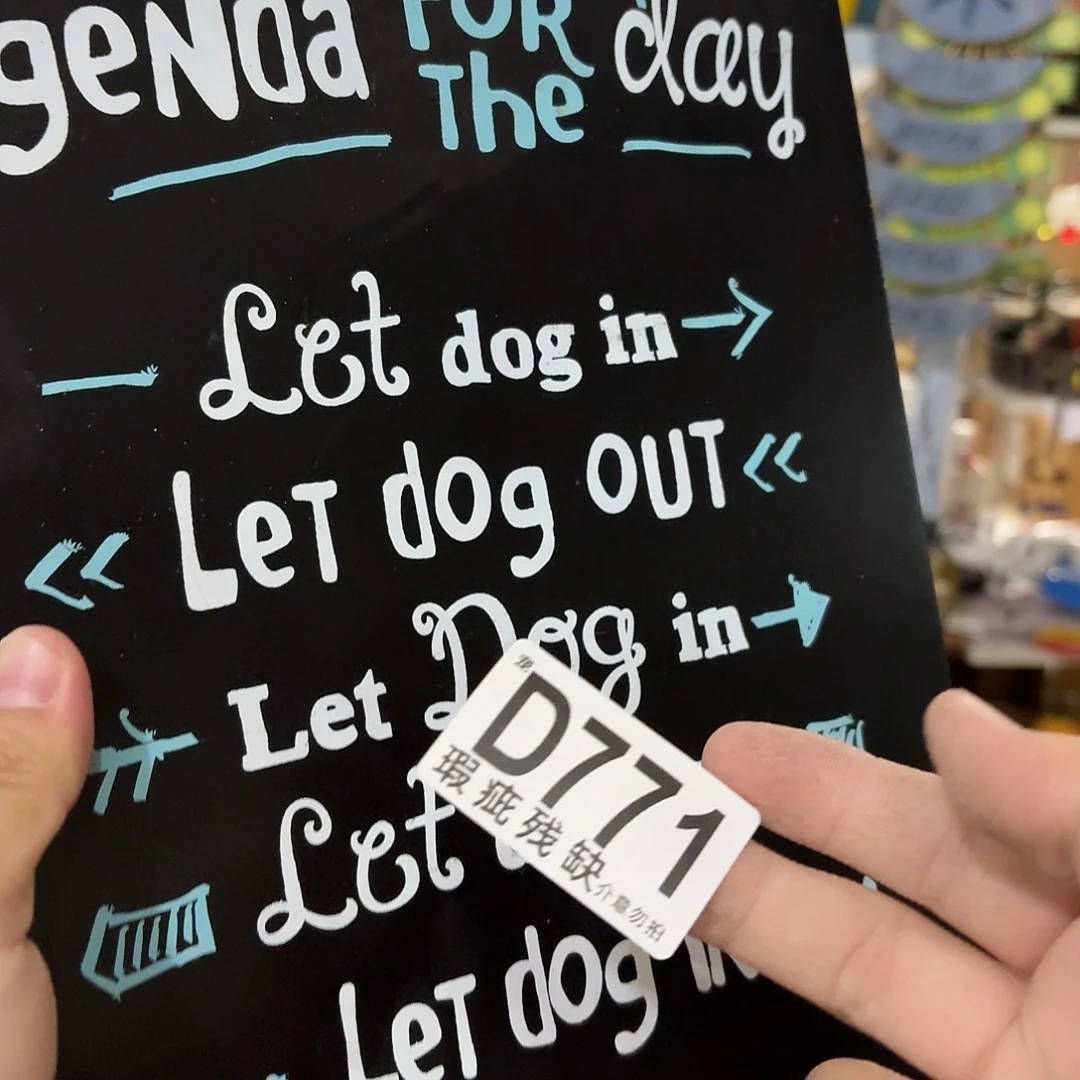 genda FOR The day
Let dog in
LeT dog OUT
Let Dog in
D771
瑕疵残缺介意勿拍
Let
LeT dog in